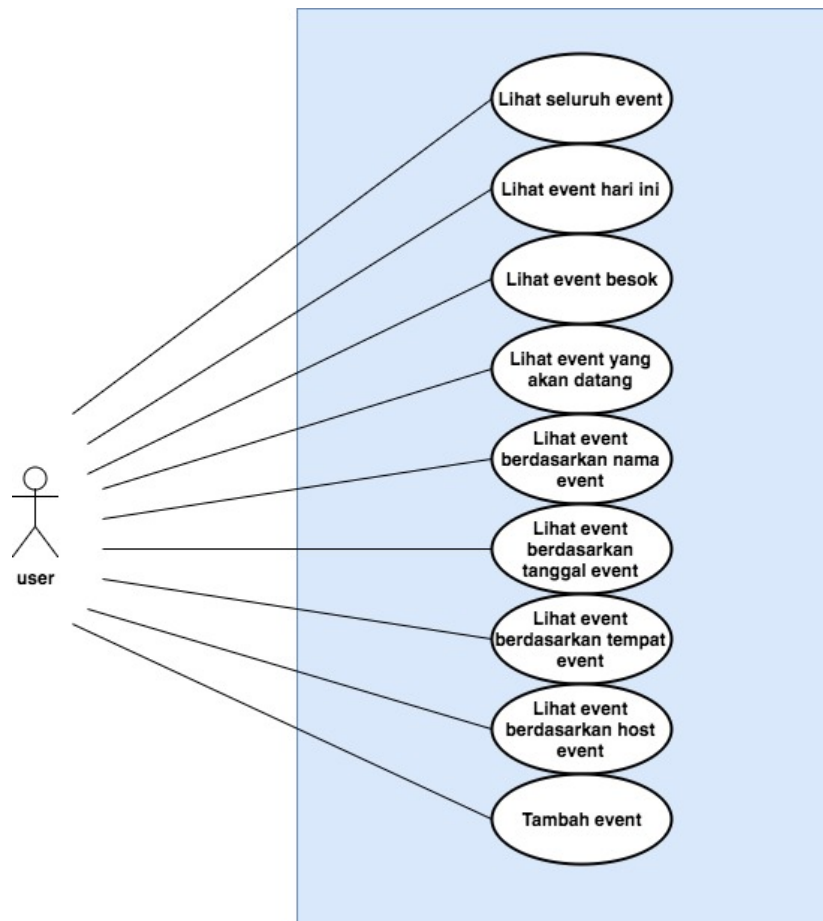 Lihat seluruh event
Lihat event hari ini
Lihat event besok
Lihat event yang
akan datang
Lihat event
berdasarkan nama
event
Lihat event
berdasarkan
tanggal event
Lihat event
berdasarkan tempat
event
Lihat event
berdasarkan host
event
Tambah event
user